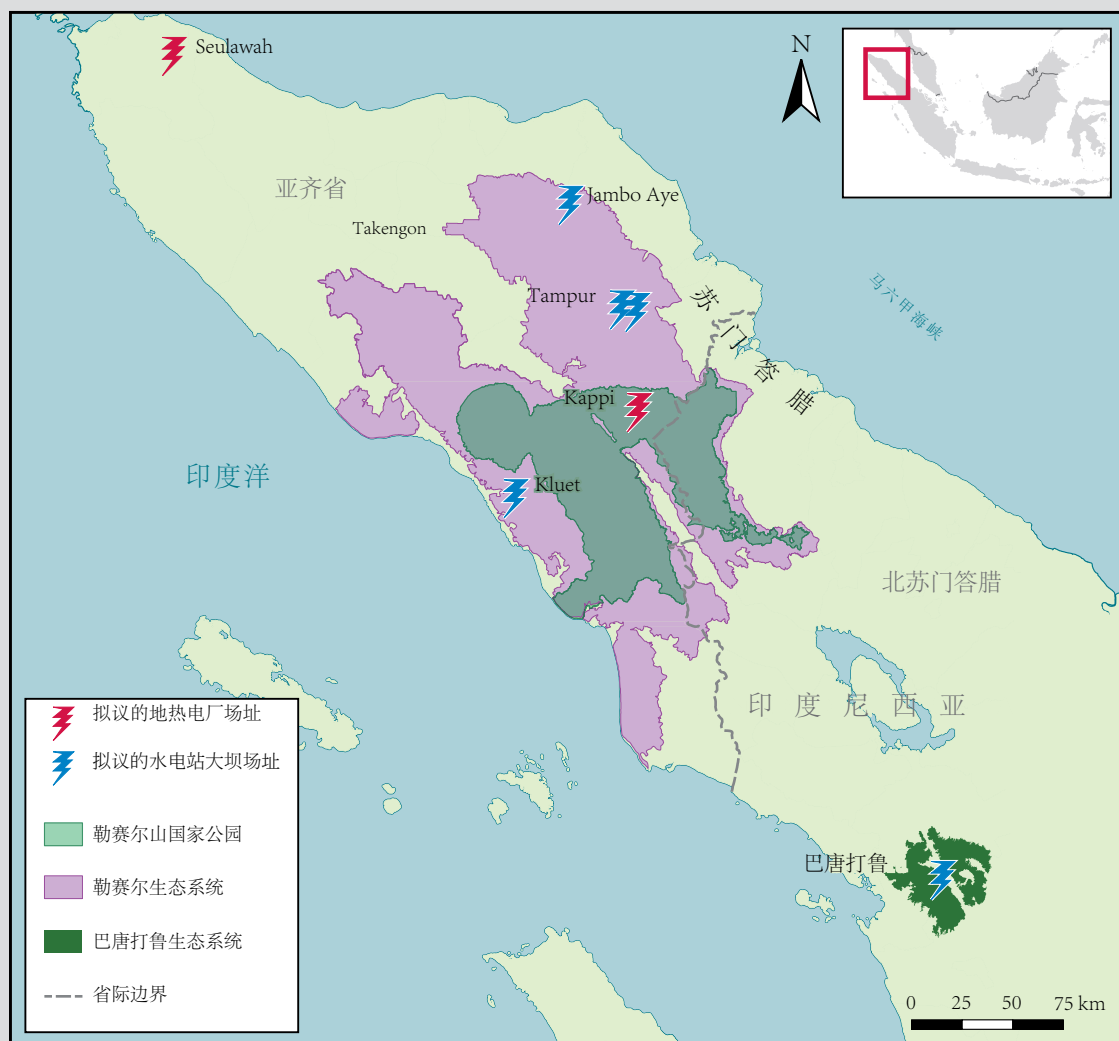 Seulawah
N
亚齐省
Jambo Aye
Takengon
Tampur
苏门答腊
马六甲海峡
Kappi
印度洋
Kluet
北苏门答腊
印度尼西亚
巴唐打鲁
拟议的地热电厂场址
拟议的水电站大坝场址
勒赛尔山国家公园
勒赛尔生态系统
巴唐打鲁生态系统
省际边界
0 25 50 75 km